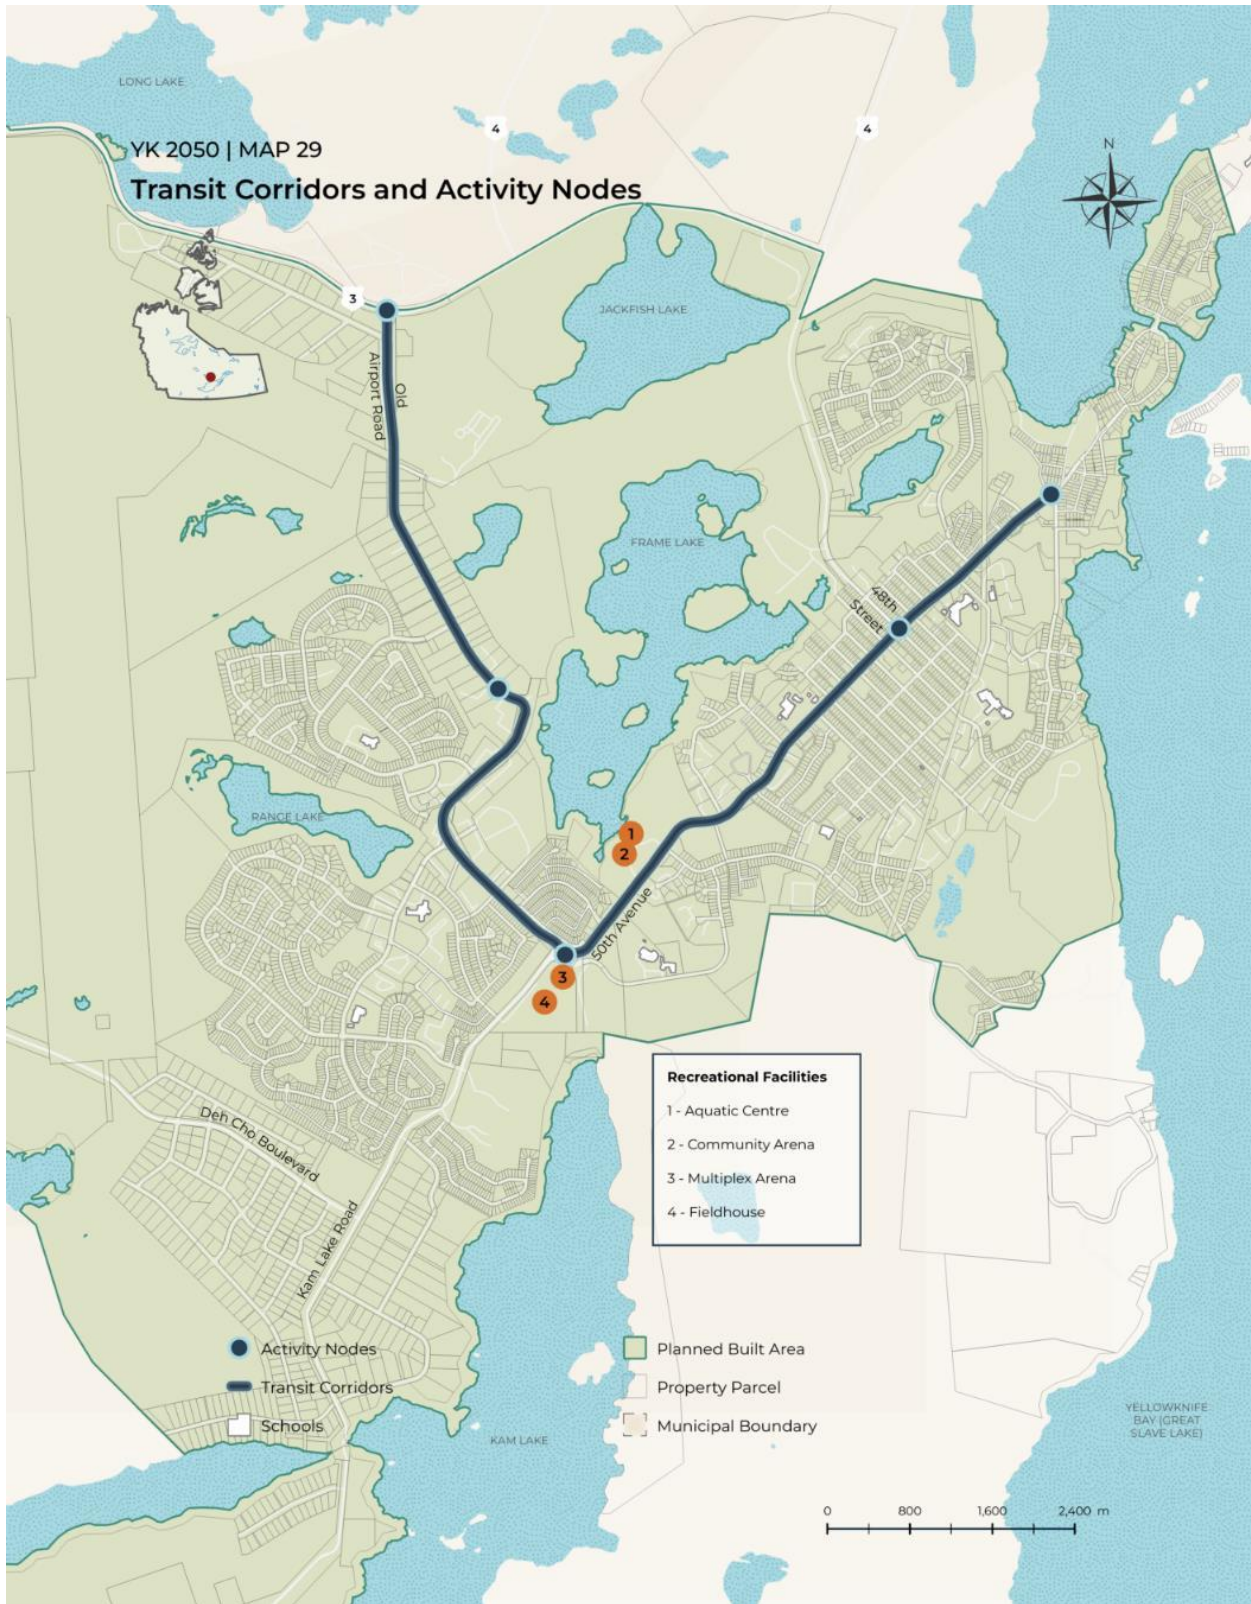 LONG LAKE
4
4
YK 2050 | MAP 29
Transit Corridors and Activity Nodes
N
3
JACKFISH LAKE
Old
Airport Road
FRAME LAKE
48th
Street
RANGE LAKE
1
2
50th Avenue
3
4
Recreational Facilities
1 - Aquatic Centre
2 - Community Arena
3 - Multiplex Arena
4 - Fieldhouse
Deh Cho Boulevard
Kam Lake Road
Activity Nodes
Transit Corridors
Schools
Planned Built Area
Property Parcel
Municipal Boundary
KAM LAKE
YELLOWKNIFE
BAY (GREAT
SLAVE LAKE)
0 800 1,600 2,400 m